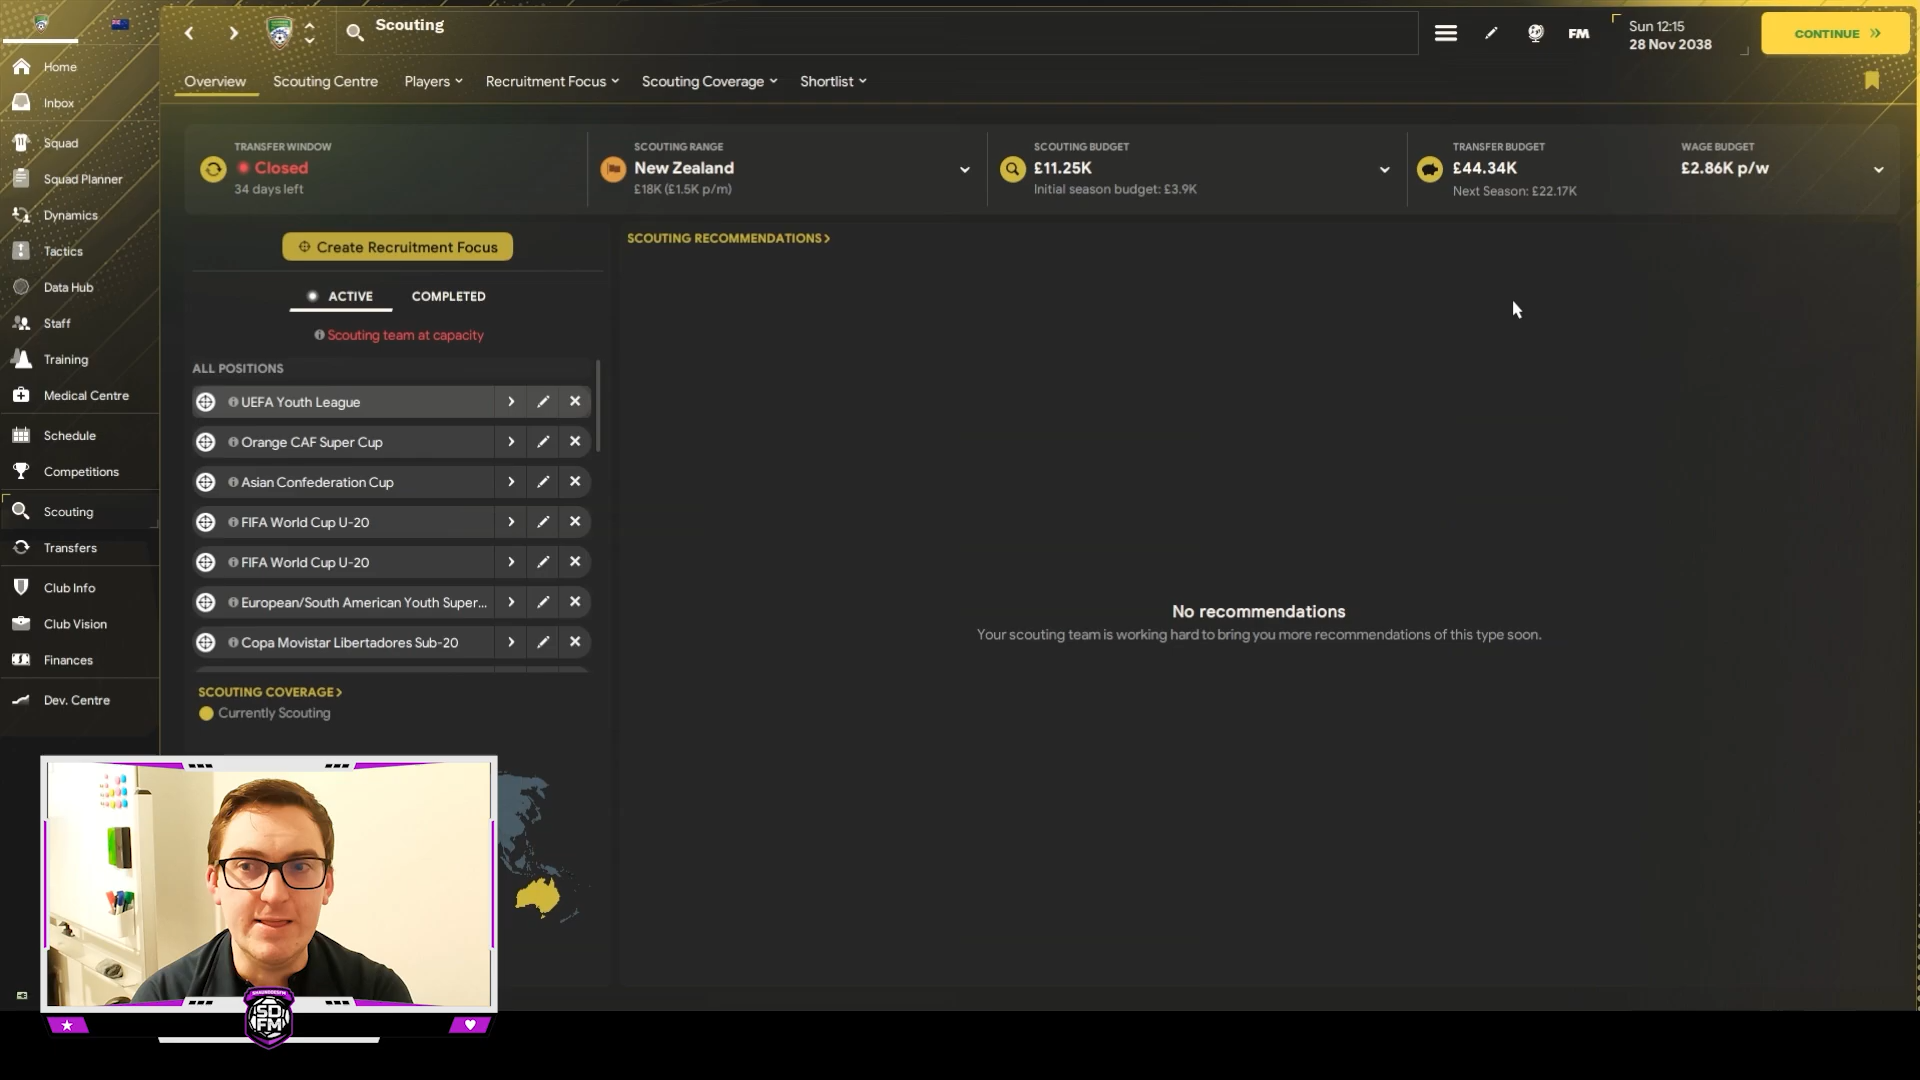 Scouting
FM
Sun 12:15
28 Nov 2038
CONTINUE
Home
Inbox
Squad
Squad Planner
Dynamics
Tactics
Data Hub
Staff
Training
Medical Centre
Schedule
Competitions
Scouting
Transfers
Club Info
Club Vision
Finances
Dev. Centre
Overview
Scouting Centre
Players
Recruitment Focus
Scouting Coverage
Shortlist
TRANSFER WINDOW
Closed
34 days left
SCOUTING RANGE
New Zealand
£18K (£1.5K p/m)
SCOUTING BUDGET
£11.25K
Initial season budget: £3.9K
TRANSFER BUDGET
£44.34K
Next Season: £22.17K
WAGE BUDGET
£2.86K p/w
Create Recruitment Focus
ACTIVE
COMPLETED
Scouting team at capacity
ALL POSITIONS
UEFA Youth League
Orange CAF Super Cup
Asian Confederation Cup
FIFA World Cup U-20
FIFA World Cup U-20
European/South American Youth Super...
Copa Movistar Libertadores Sub-20
SCOUTING COVERAGE
Currently Scouting
SCOUTING RECOMMENDATIONS
No recommendations
Your scouting team is working hard to bring you more recommendations of this type soon.
SD
FM